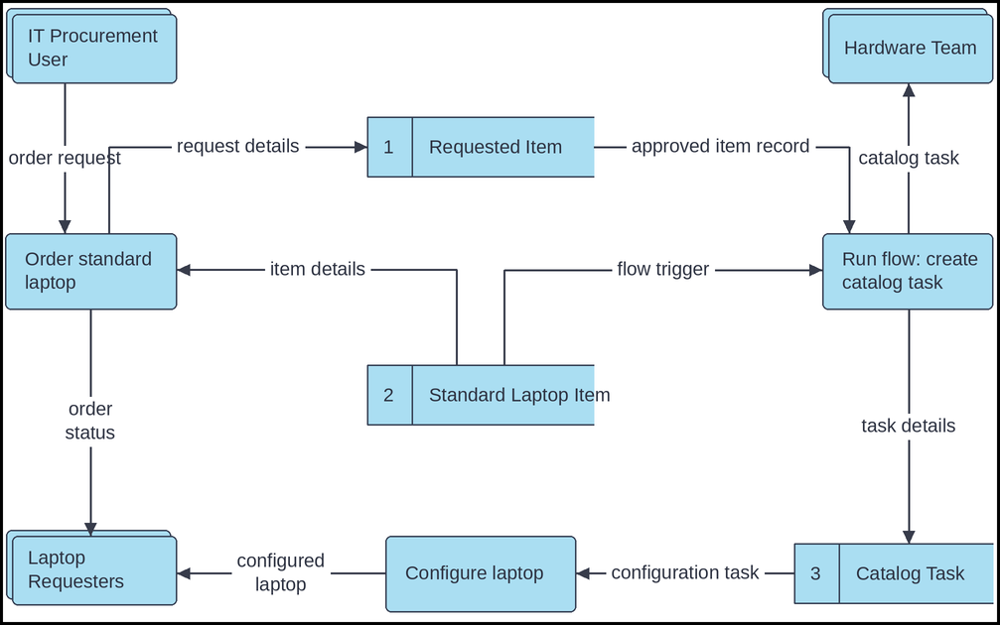 IT Procurement
User
Hardware Team
order request
request details
1
Requested Item
approved item record
catalog task
Order standard
laptop
item details
flow trigger
Run flow: create
catalog task
2
Standard Laptop Item
order
status
task details
Laptop
Requesters
configured
laptop
Configure laptop
configuration task
3
Catalog Task